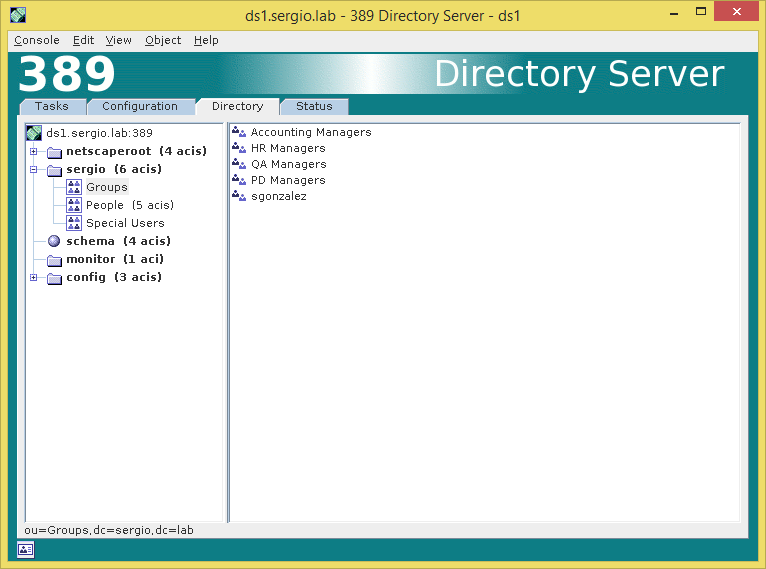 ds1.sergio.lab - 389 Directory Server - ds1
Console Edit View Object Help
389 Directory Server
Tasks Configuration Directory Status
ds1.sergio.lab:389
netscaperoot (4 acis)
sergio (6 acis)
Groups
People (5 acis)
Special Users
schema (4 acis)
monitor (1 aci)
config (3 acis)
Accounting Managers
HR Managers
QA Managers
PD Managers
sgonzalez
ou=Groups,dc=sergio,dc=lab